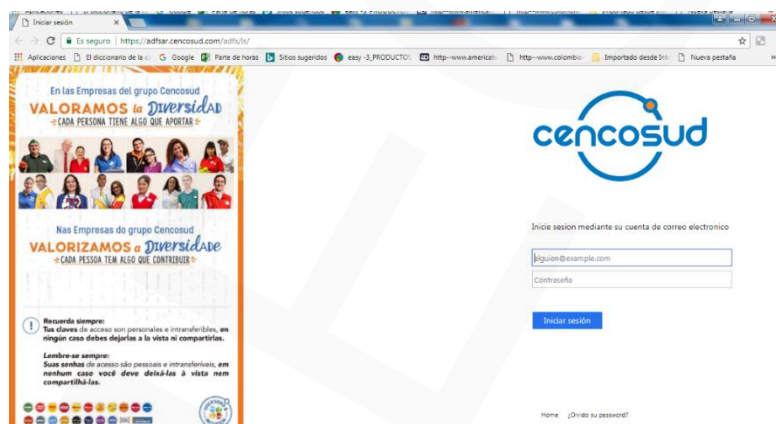 Iniciar sesión
Es seguro
https://adfsar.cencosud.com/adfs/ls/
Aplicaciones
El diccionario de la
Google
Parte de horas
Sitios sugeridos
easy -3_PRODUCTO
http--www.americat
http--www.colombia
Importado desde Int
Nueva pestaña
En las Empresas del grupo Cencosud
VALORAMOS la DIVERSIDAD
CADA PERSONA TIENE ALGO QUE APORTAR
Nas Empresas do grupo Cencosud
VALORIZAMOS a DIVERSIDADE
CADA PESSOA TEM ALGO QUE CONTRIBUIR
Recuerda siempre:
Tus claves de acceso son personales e intransferibles, en
ningún caso debes dejarlas a la vista ni compartirlas.
Lembre-se sempre:
Suas senhas de acesso são pessoais e intransferíveis, em
nenhum caso você deve deixá-las à vista nem
compartilhá-las.
cencosud
Inicie sesion mediante su cuenta de correo electronico
alguien@example.com
Contraseña
Iniciar sesión
Home
¿Olvido su password?